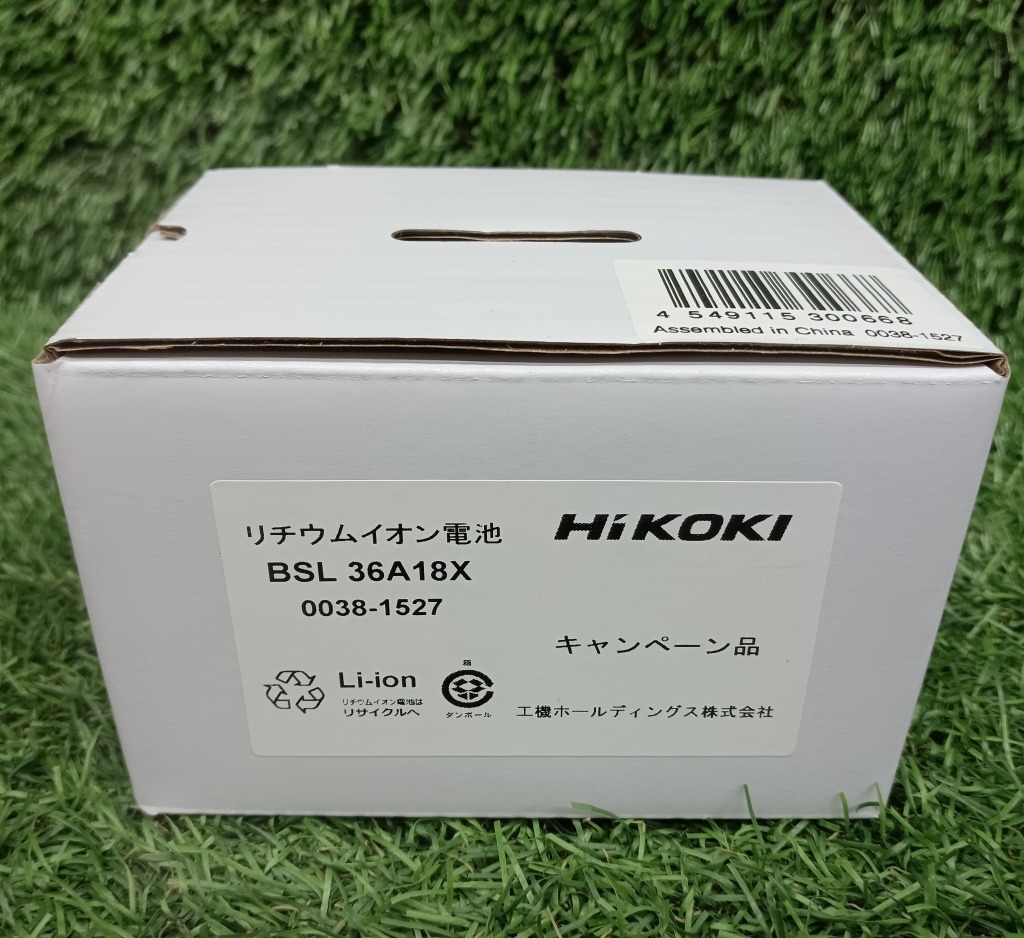 4 549115 300668
Assembled in China 0038-1527
リチウムイオン電池
HiKOKI
BSL 36A18X
0038-1527
キャンペーン品
Li-ion
リチウムイオン電池は
リサイクルへ
箱
ダンボール
工機ホールディングス株式会社